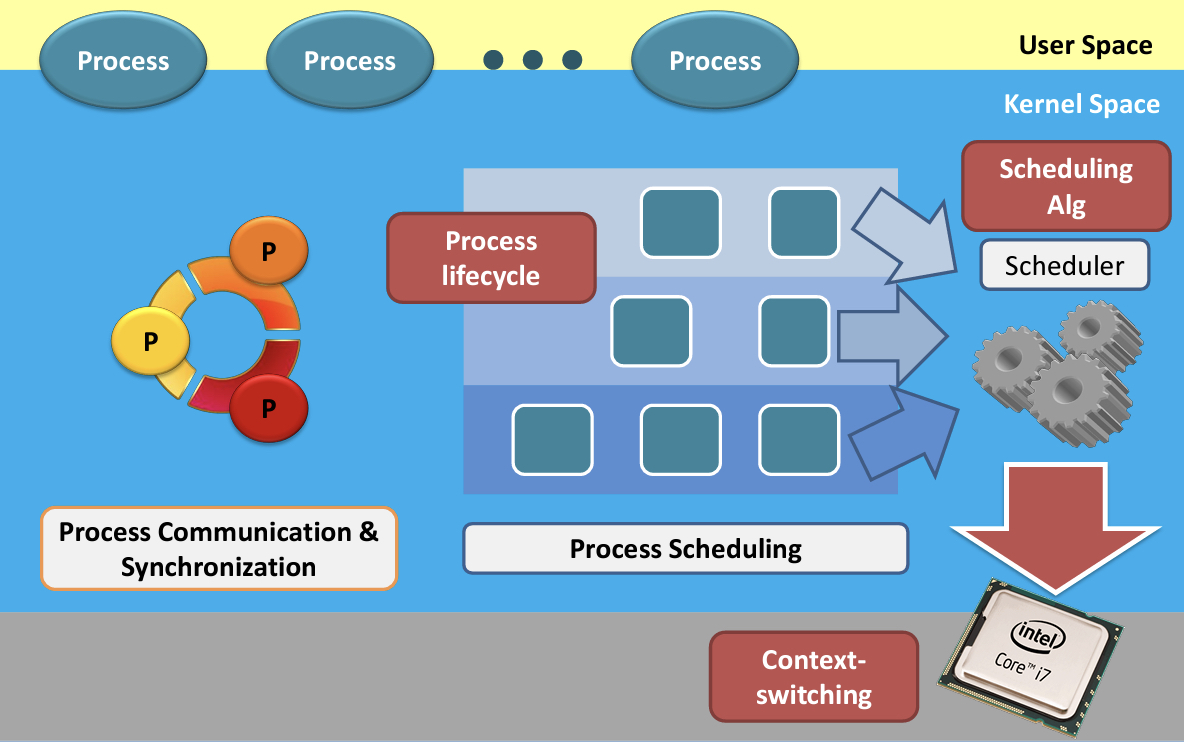 Process
Process
Process
User Space
Kernel Space
Scheduling
Alg
Process
lifecycle
Scheduler
P
P
P
Process Communication &
Synchronization
Process Scheduling
Context-
switching
intel
Core™ i7